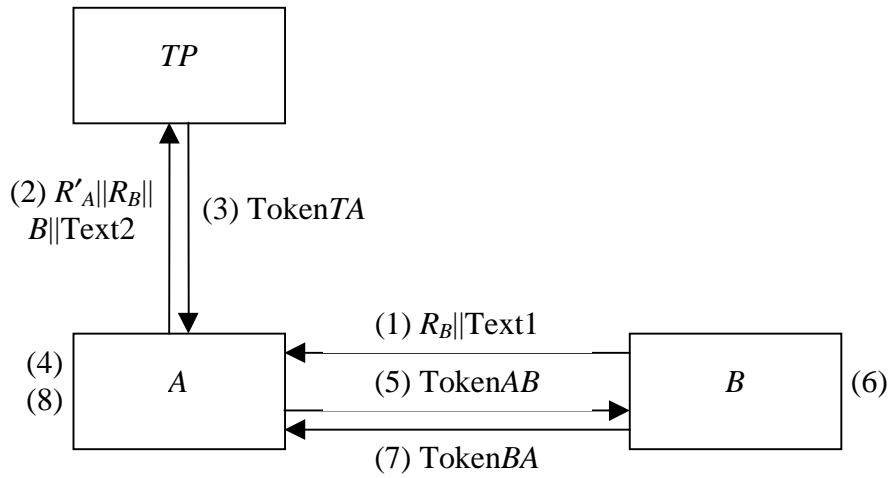 TP
(2) R′A||RB||
B||Text2
(3) TokenTA
(1) RB||Text1
(4)
(8)
A
(5) TokenAB
B
(6)
(7) TokenBA